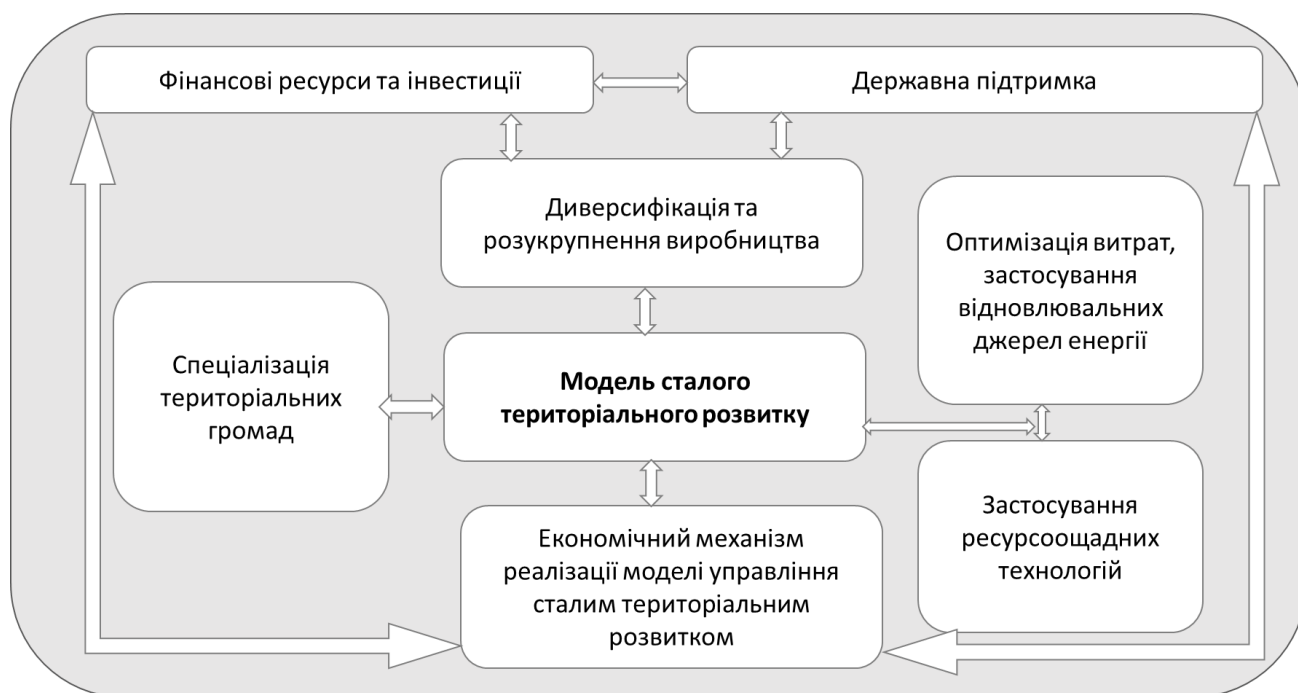 Фінансові ресурси та інвестиції
Державна підтримка
Диверсифікація та
розукрупнення виробництва
Оптимізація витрат,
застосування
відновлювальних
джерел енергії
Спеціалізація
територіальних
громад
Модель сталого
територіального розвитку
Застосування
ресурсоощадних
технологій
Економічний механізм
реалізації моделі управління
сталим територіальним
розвитком